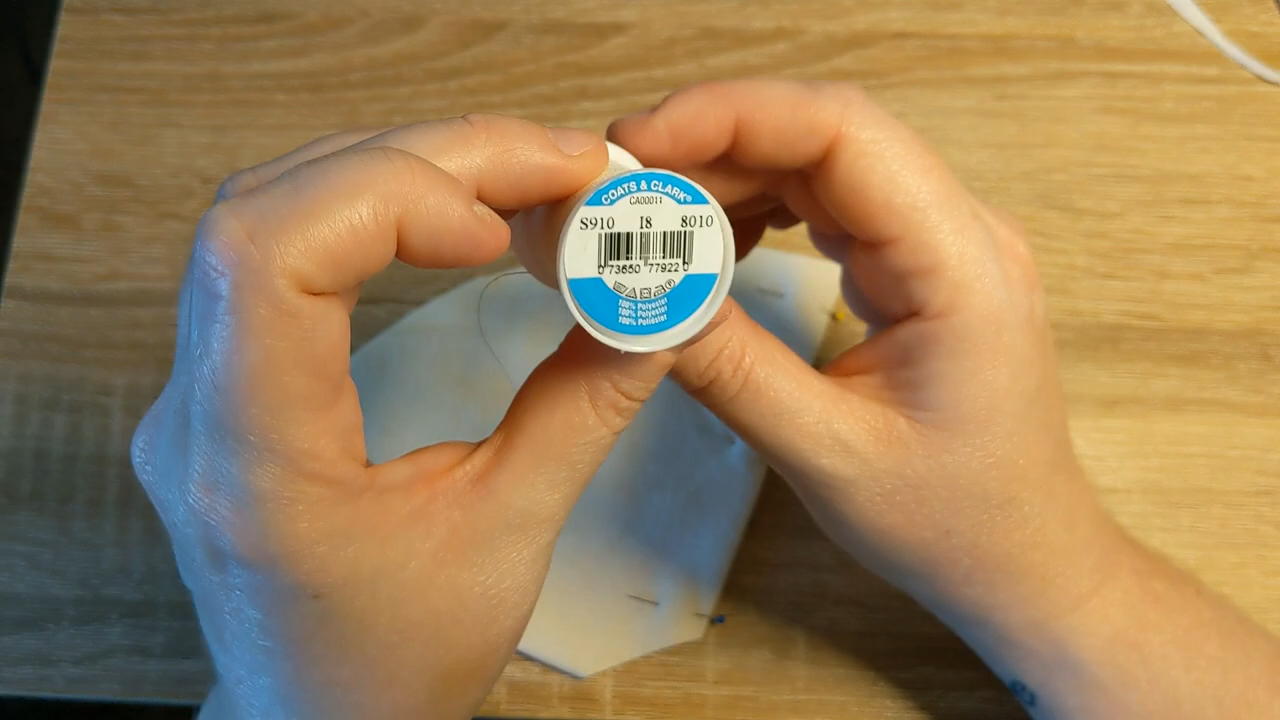 COATS & CLARK®
CA00011
S910 I8 8010
0 73650 77922 0
100% Polyester
100% Polyester
100% Poliéster